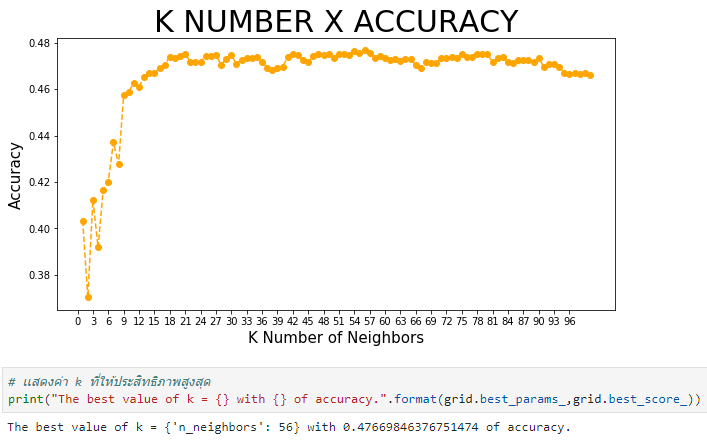 K NUMBER X ACCURACY
0.48
0.46
0.44
0.42
0.40
0.38
Accuracy
0 3 6 9 12 15 18 21 24 27 30 33 36 39 42 45 48 51 54 57 60 63 66 69 72 75 78 81 84 87 90 93 96
K Number of Neighbors
# แสดงค่า k ที่ให้ประสิทธิภาพสูงสุด
print("The best value of k = {} with {} of accuracy.".format(grid.best_params_,grid.best_score_))
The best value of k = {'n_neighbors': 56} with 0.47669846376751474 of accuracy.